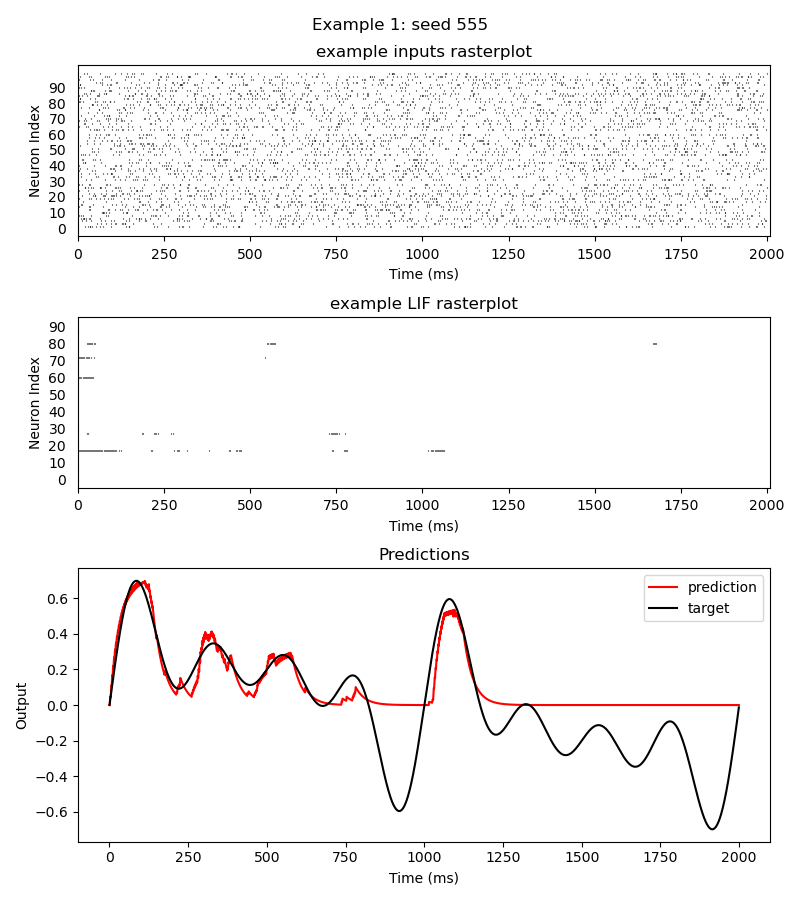 Example 1: seed 555
example inputs rasterplot
Neuron Index
90
80
70
60
50
40
30
20
10
0
0 250 500 750 1000 1250 1500 1750 2000
Time (ms)
example LIF rasterplot
Neuron Index
90
80
70
60
50
40
30
20
10
0
0 250 500 750 1000 1250 1500 1750 2000
Time (ms)
Predictions
Output
0.6
0.4
0.2
0.0
−0.2
−0.4
−0.6
prediction
target
0 250 500 750 1000 1250 1500 1750 2000
Time (ms)